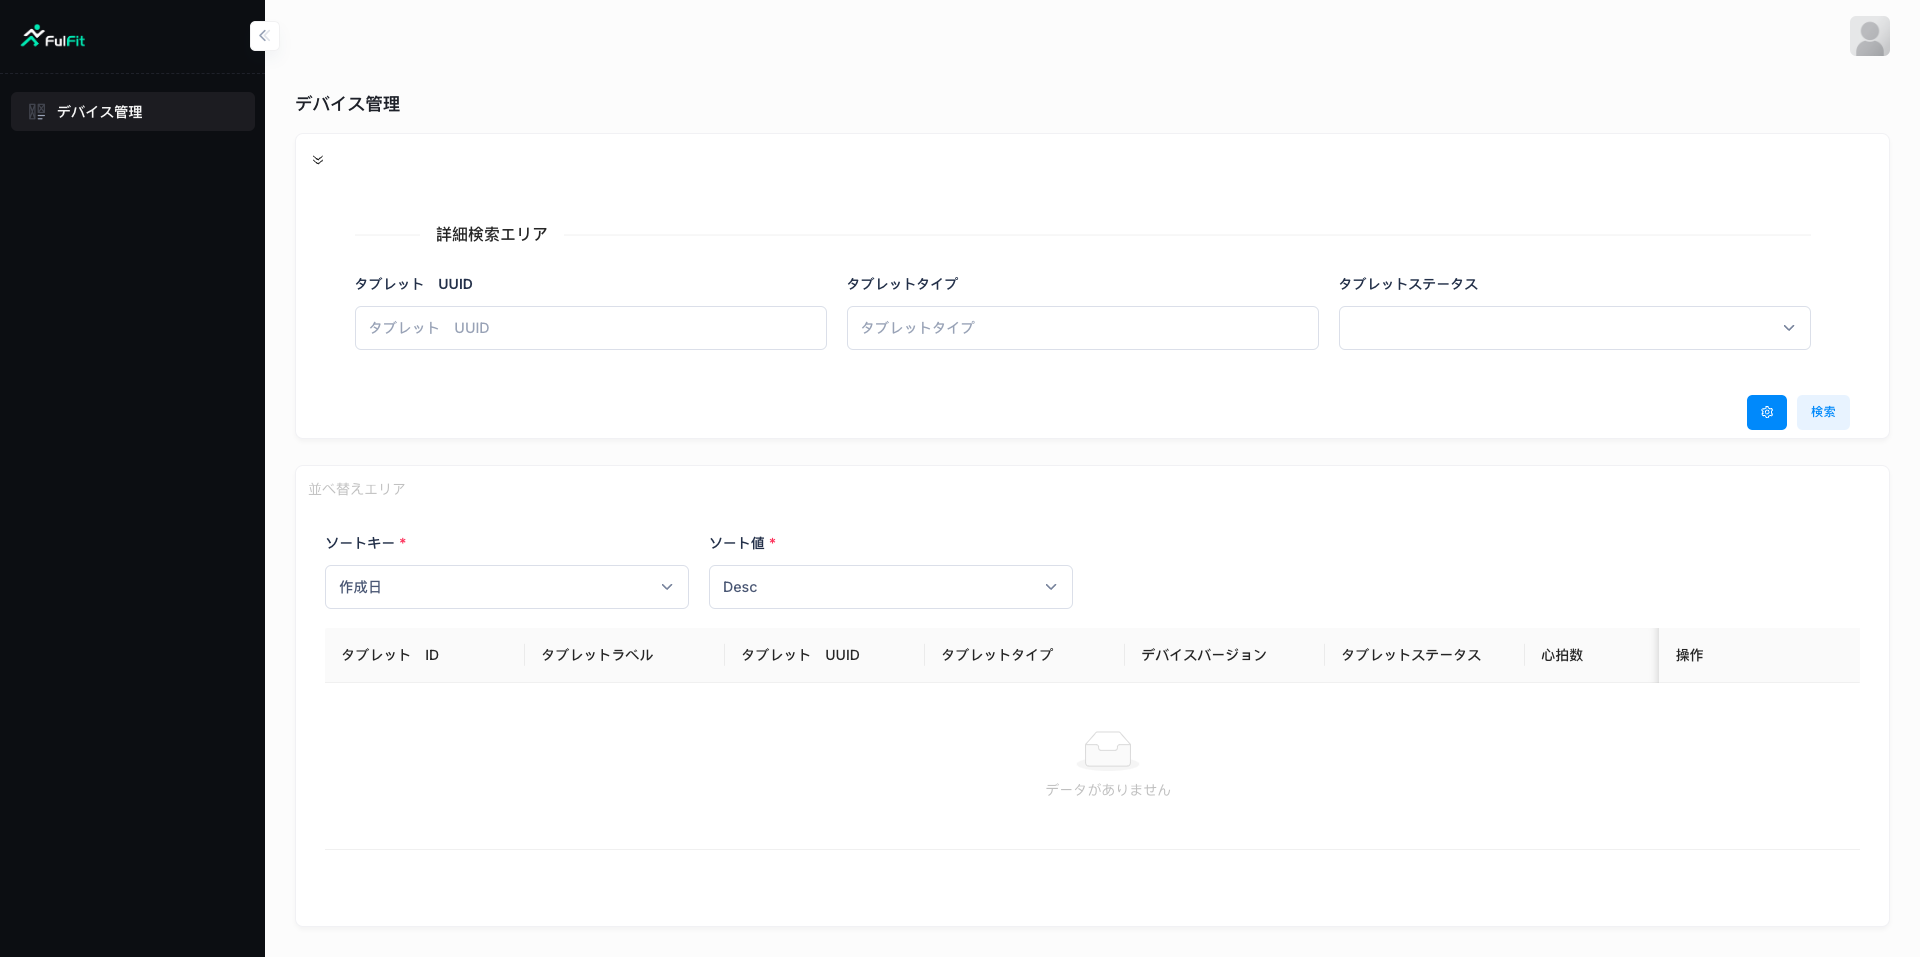 FulFit
デバイス管理
デバイス管理
詳細検索エリア
タブレット　UUID
タブレットタイプ
タブレットステータス
タブレット　UUID
タブレットタイプ
検索
並べ替えエリア
ソートキー *
ソート値 *
作成日
Desc
タブレット　ID
タブレットラベル
タブレット　UUID
タブレットタイプ
デバイスバージョン
タブレットステータス
心拍数
操作
データがありません